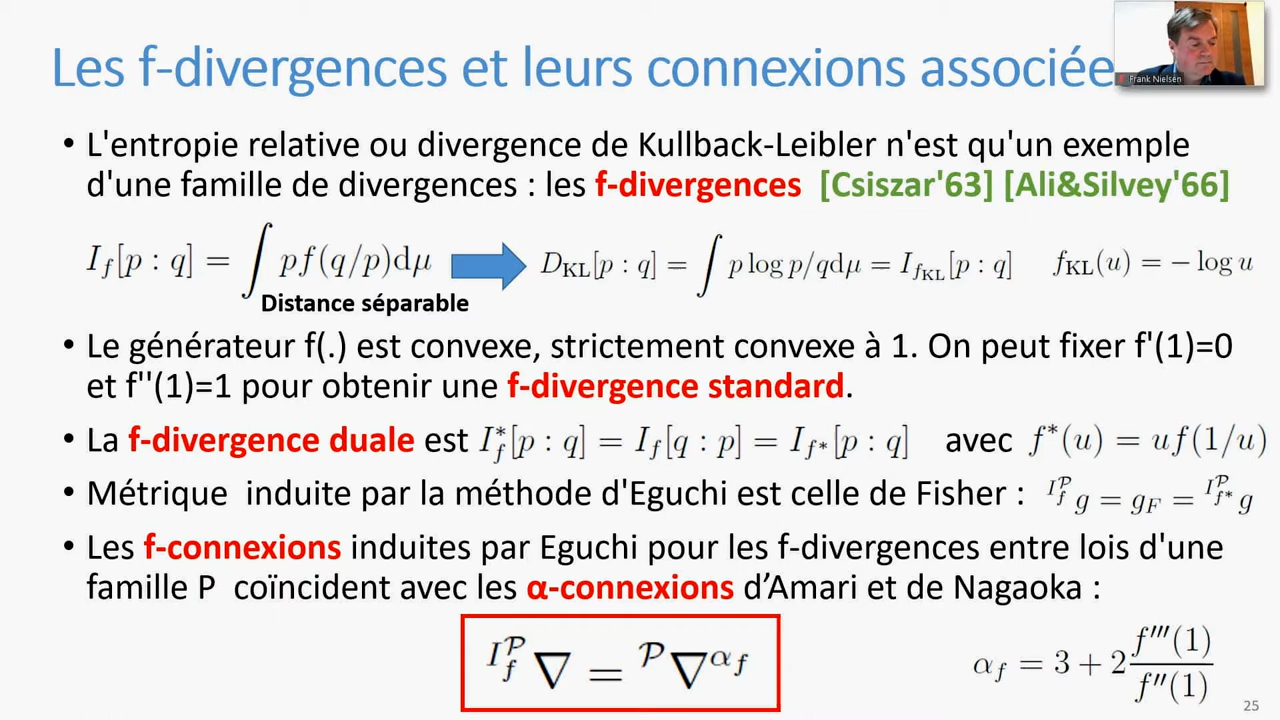 Les f-divergences et leurs connexions associée
Frank Nielsen
• L'entropie relative ou divergence de Kullback-Leibler n'est qu'un exemple
d'une famille de divergences : les f-divergences [Csiszar'63] [Ali&Silvey'66]
I_f[p : q] = ∫ p f(q/p)dμ
D_KL[p : q] = ∫ p log p/q dμ = I_{f_KL}[p : q]
f_KL(u) = − log u
Distance séparable
• Le générateur f(.) est convexe, strictement convexe à 1. On peut fixer f'(1)=0
et f''(1)=1 pour obtenir une f-divergence standard.
• La f-divergence duale est I*_f[p : q] = I_f[q : p] = I_{f*}[p : q] avec f*(u) = uf(1/u)
• Métrique induite par la méthode d'Eguchi est celle de Fisher : ^{I_f^𝒫}g = g_F = ^{I_{f*}^𝒫}g
• Les f-connexions induites par Eguchi pour les f-divergences entre lois d'une
famille P coïncident avec les α-connexions d’Amari et de Nagaoka :
^{I_f^𝒫}∇ = ^𝒫∇^{α_f}
α_f = 3 + 2 f'''(1)/f''(1)
25